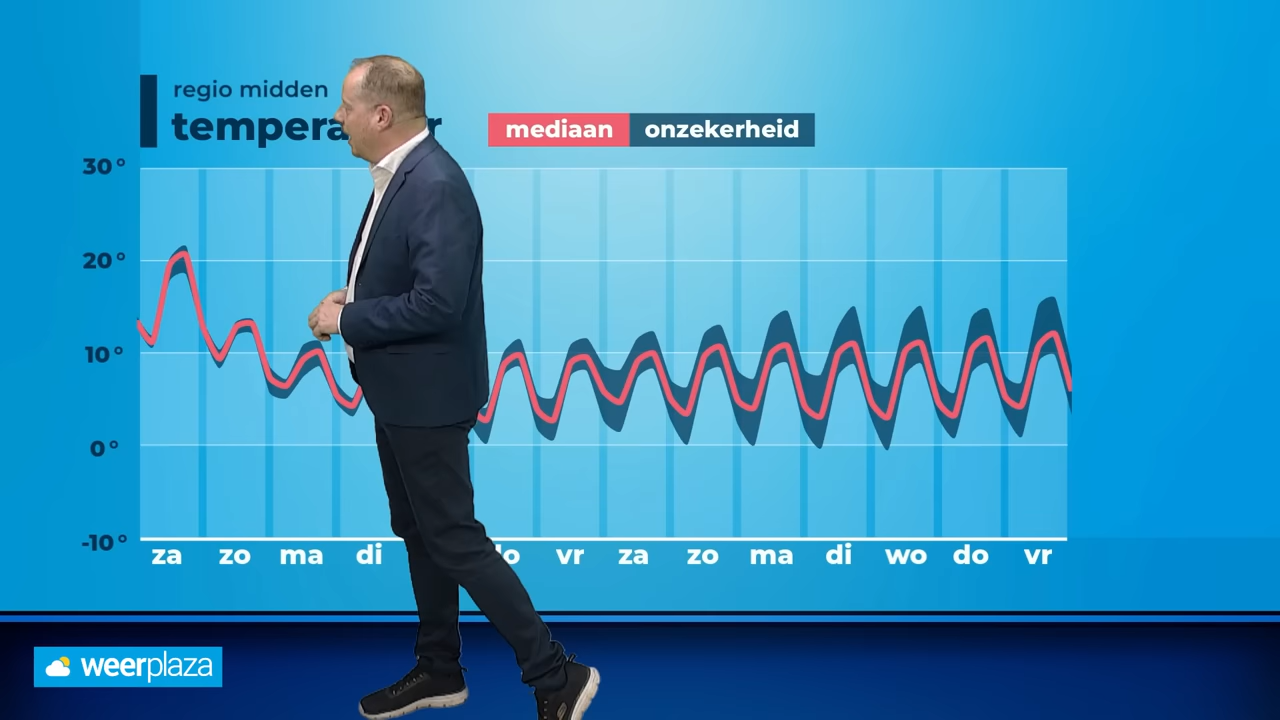 regio midden
mediaan onzekerheid
30°
20°
10°
0°
-10°
za zo ma di vr za zo ma di wo do vr
weerplaza